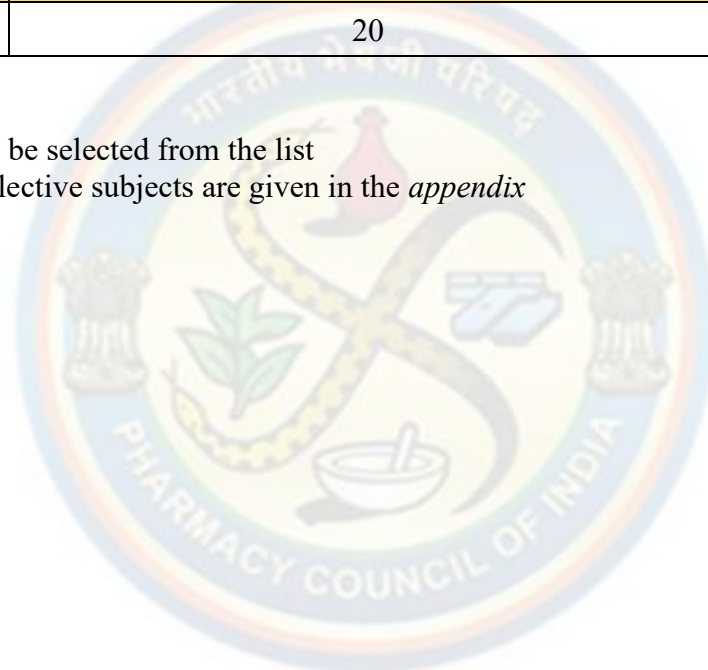 20
be selected from the list
lective subjects are given in the appendix
भारतीय भेषजी परिषद्
PHARMACY COUNCIL OF INDIA